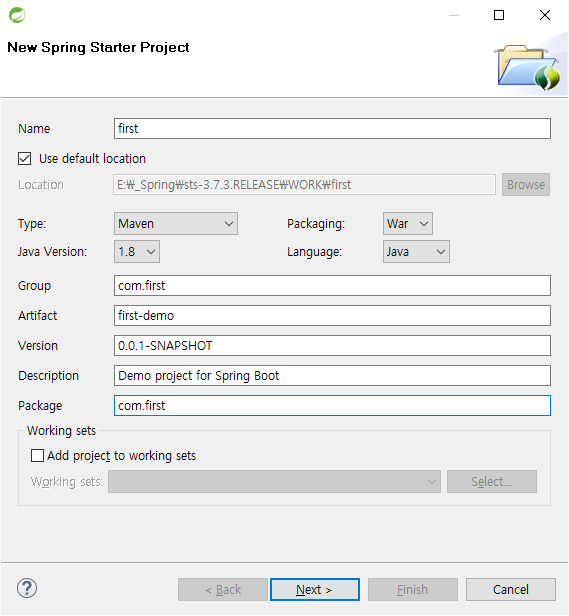 New Spring Starter Project
Name first
Use default location
Location E:₩_Spring₩sts-3.7.3.RELEASE₩WORK₩first Browse
Type: Maven Packaging: War
Java Version: 1.8 Language: Java
Group com.first
Artifact first-demo
Version 0.0.1-SNAPSHOT
Description Demo project for Spring Boot
Package com.first
Working sets
Add project to working sets
Working sets: Select...
? < Back Next > Finish Cancel